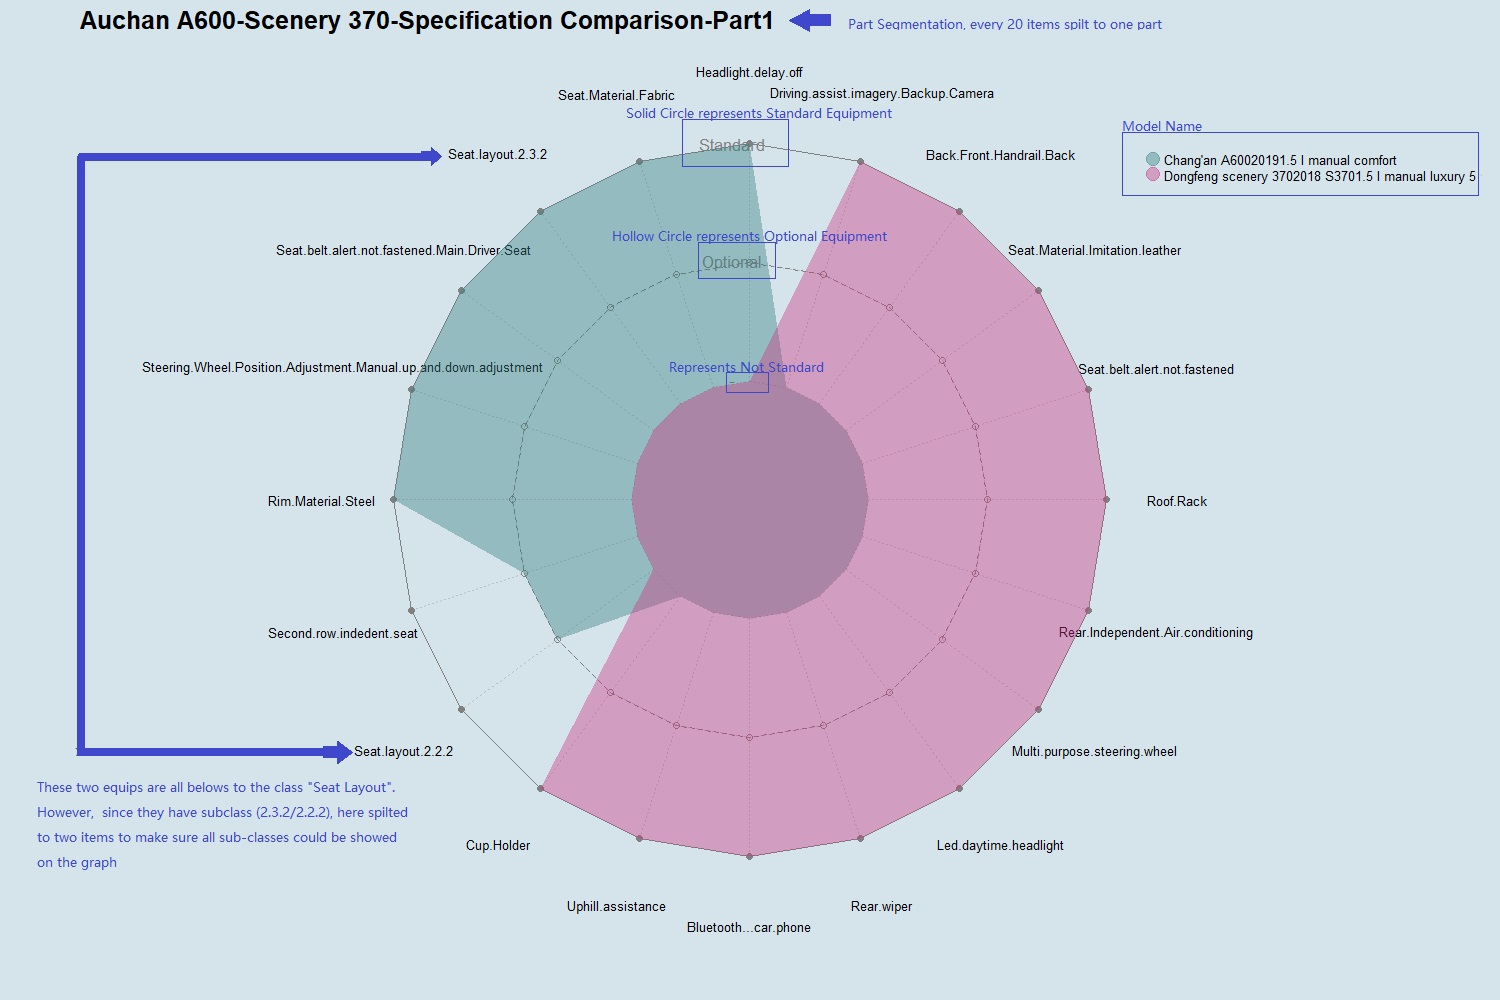 Auchan A600-Scenery 370-Specification Comparison-Part1
Part Segmentation, every 20 items spilt to one part
Headlight.delay.off
Seat.Material.Fabric
Driving.assist.imagery.Backup.Camera
Solid Circle represents Standard Equipment
Model Name
Standard
Seat.layout.2.3.2
Back.Front.Handrail.Back
Chang'an A60020191.5 l manual comfort
Dongfeng scenery 3702018 S3701.5 l manual luxury 5
Hollow Circle represents Optional Equipment
Seat.belt.alert.not.fastened.Main.Driver.Seat
Seat.Material.Imitation.leather
Optional
Steering.Wheel.Position.Adjustment.Manual.up.and.down.adjustment
Represents Not Standard
-
Seat.belt.alert.not.fastened
Rim.Material.Steel
Roof.Rack
Second.row.indedent.seat
Rear.Independent.Air.conditioning
Seat.layout.2.2.2
Multi.purpose.steering.wheel
These two equips are all belows to the class "Seat Layout".
However, since they have subclass (2.3.2/2.2.2), here spilted
to two items to make sure all sub-classes could be showed
on the graph
Cup.Holder
Led.daytime.headlight
Uphill.assistance
Rear.wiper
Bluetooth...car.phone